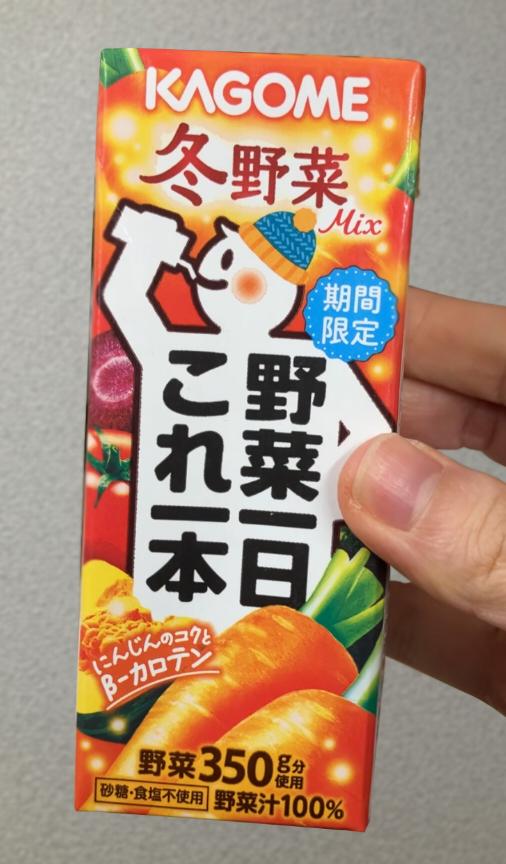 KAGOME
冬野菜
Mix
期間
限定
野菜一日
これ一本
にんじんのコクと
β-カロテン
野菜350g分
使用
砂糖・食塩不使用
野菜汁100%